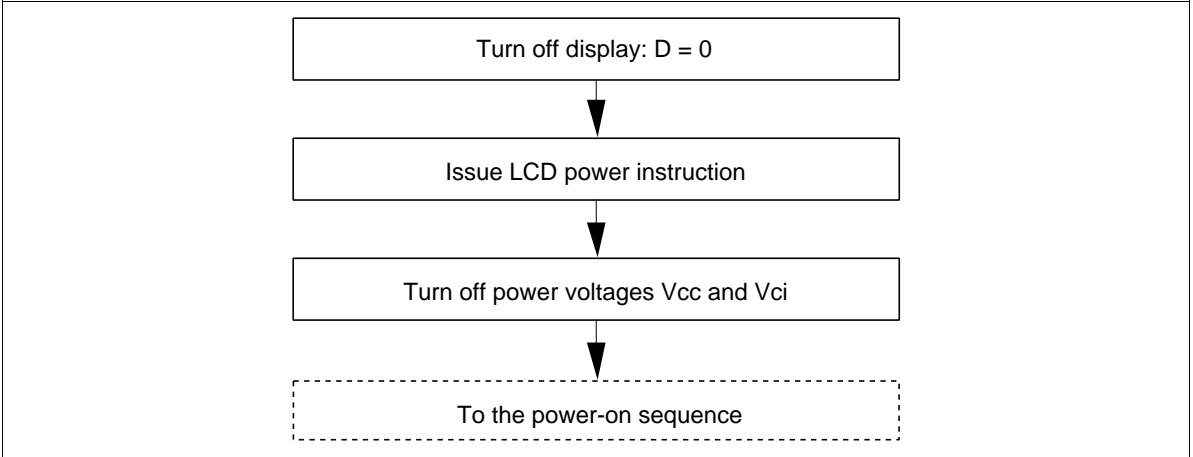 Turn off display: D = 0
Issue LCD power instruction
Turn off power voltages Vcc and Vci
To the power-on sequence